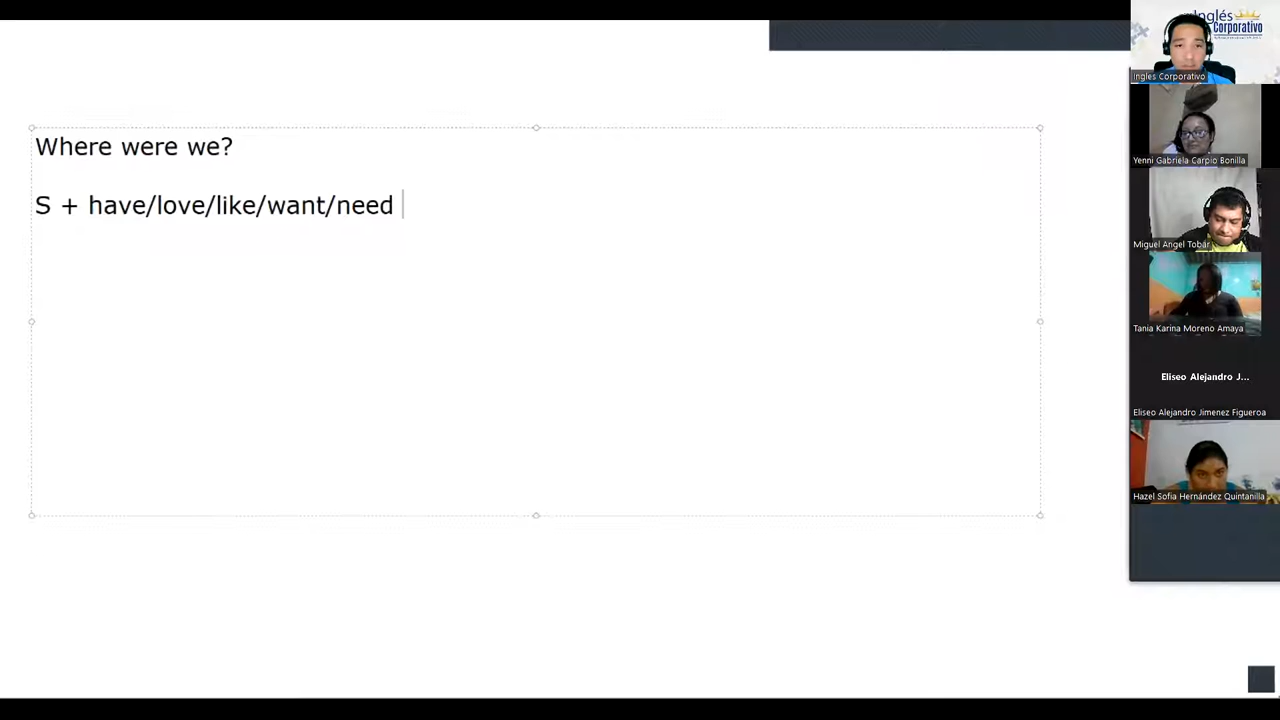 Where were we?
S + have/love/like/want/need
Inglés
Corporativo
Ingles Corporativo
Yenni Gabriela Carpio Bonilla
Miguel Angel Tobar
Tania Karina Moreno Amaya
Eliseo Alejandro J...
Eliseo Alejandro Jimenez Figueroa
Hazel Sofia Hernández Quintanilla